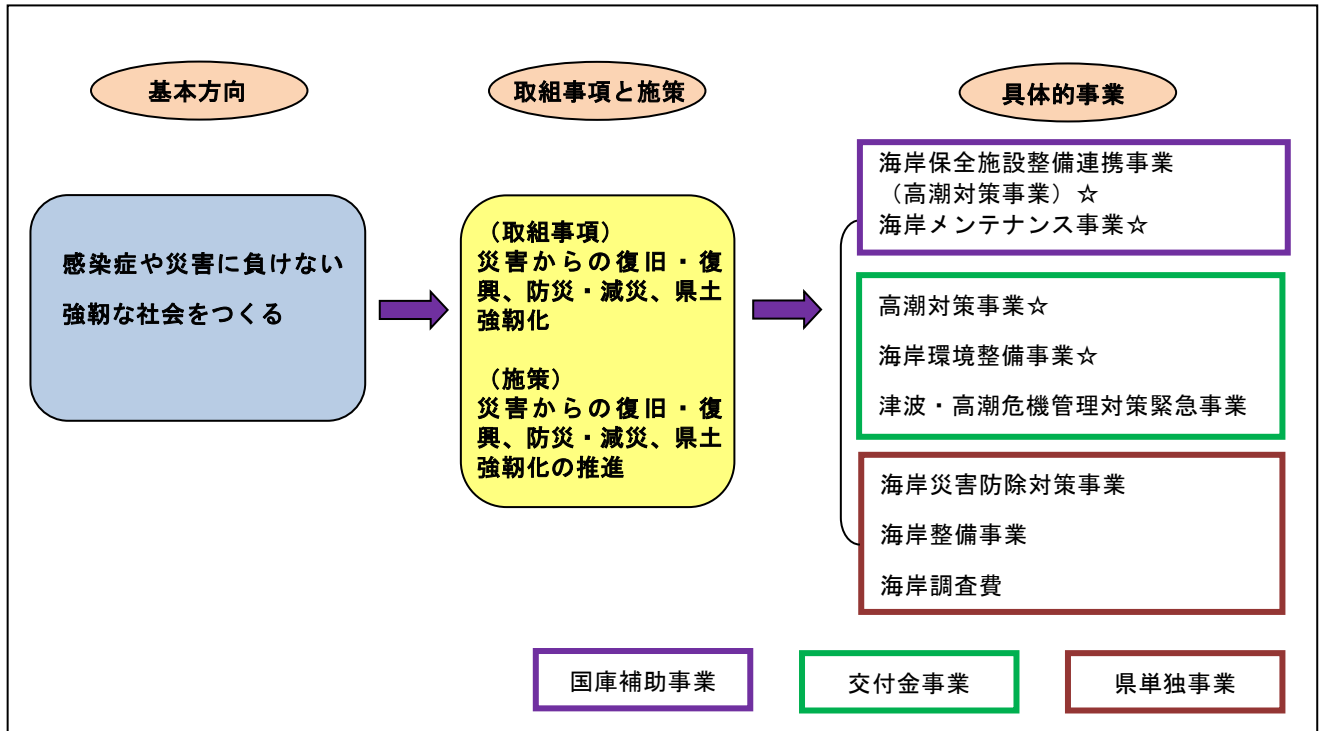 基本方向
取組事項と施策
具体的事業
感染症や災害に負けない
強靭な社会をつくる
（取組事項）
災害からの復旧・復
興、防災・減災、県土
強靭化
（施策）
災害からの復旧・復
興、防災・減災、県土
強靭化の推進
海岸保全施設整備連携事業
（高潮対策事業）☆
海岸メンテナンス事業☆
高潮対策事業☆
海岸環境整備事業☆
津波・高潮危機管理対策緊急事業
海岸災害防除対策事業
海岸整備事業
海岸調査費
国庫補助事業
交付金事業
県単独事業